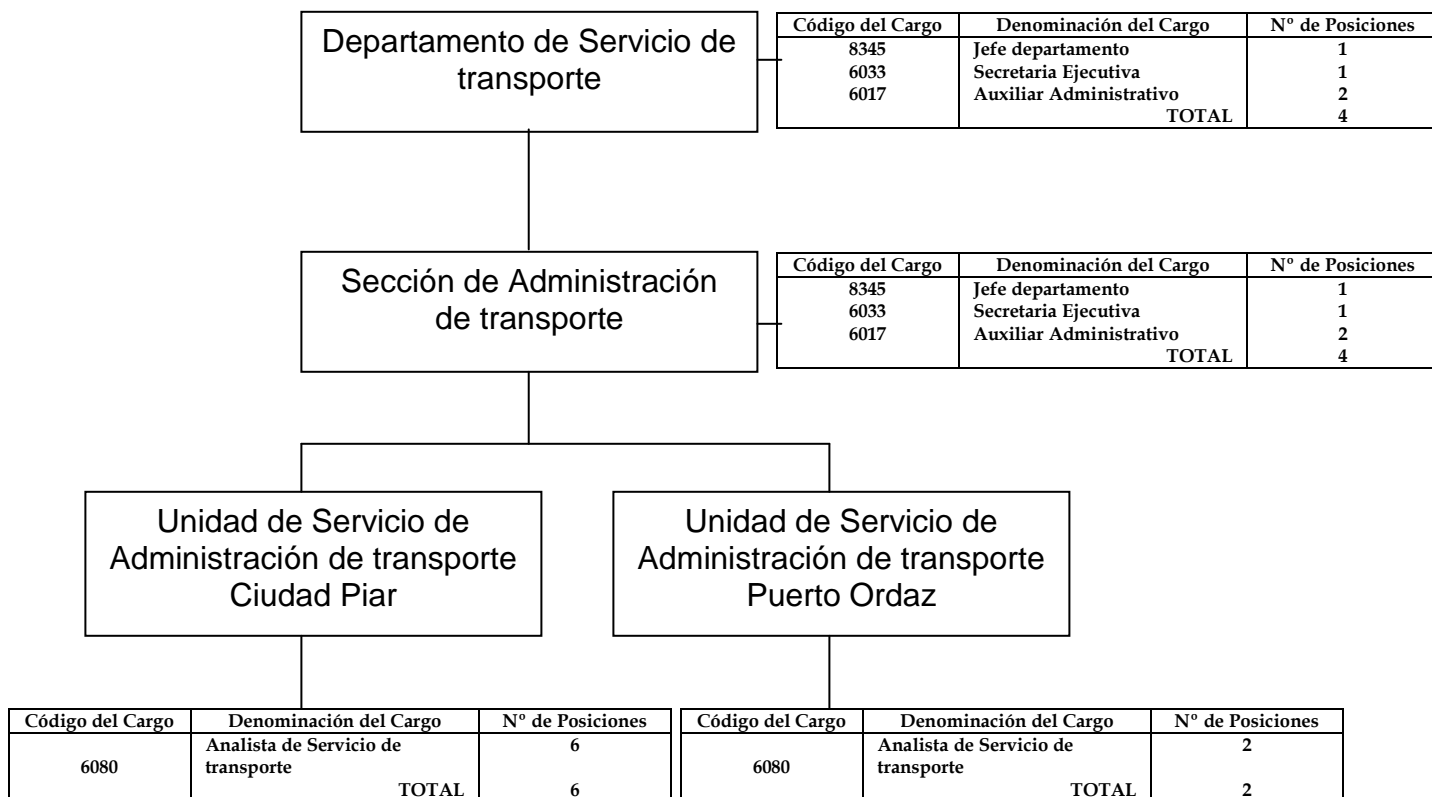 Departamento de Servicio de
transporte
Código del Cargo Denominación del Cargo Nº de Posiciones
8345 Jefe departamento 1
6033 Secretaria Ejecutiva 1
6017 Auxiliar Administrativo 2
TOTAL 4
Sección de Administración
de transporte
Código del Cargo Denominación del Cargo Nº de Posiciones
8345 Jefe departamento 1
6033 Secretaria Ejecutiva 1
6017 Auxiliar Administrativo 2
TOTAL 4
Unidad de Servicio de
Administración de transporte
Ciudad Piar
Unidad de Servicio de
Administración de transporte
Puerto Ordaz
Código del Cargo Denominación del Cargo Nº de Posiciones
Analista de Servicio de 6
6080 transporte
TOTAL 6
Código del Cargo Denominación del Cargo Nº de Posiciones
Analista de Servicio de 2
6080 transporte
TOTAL 2